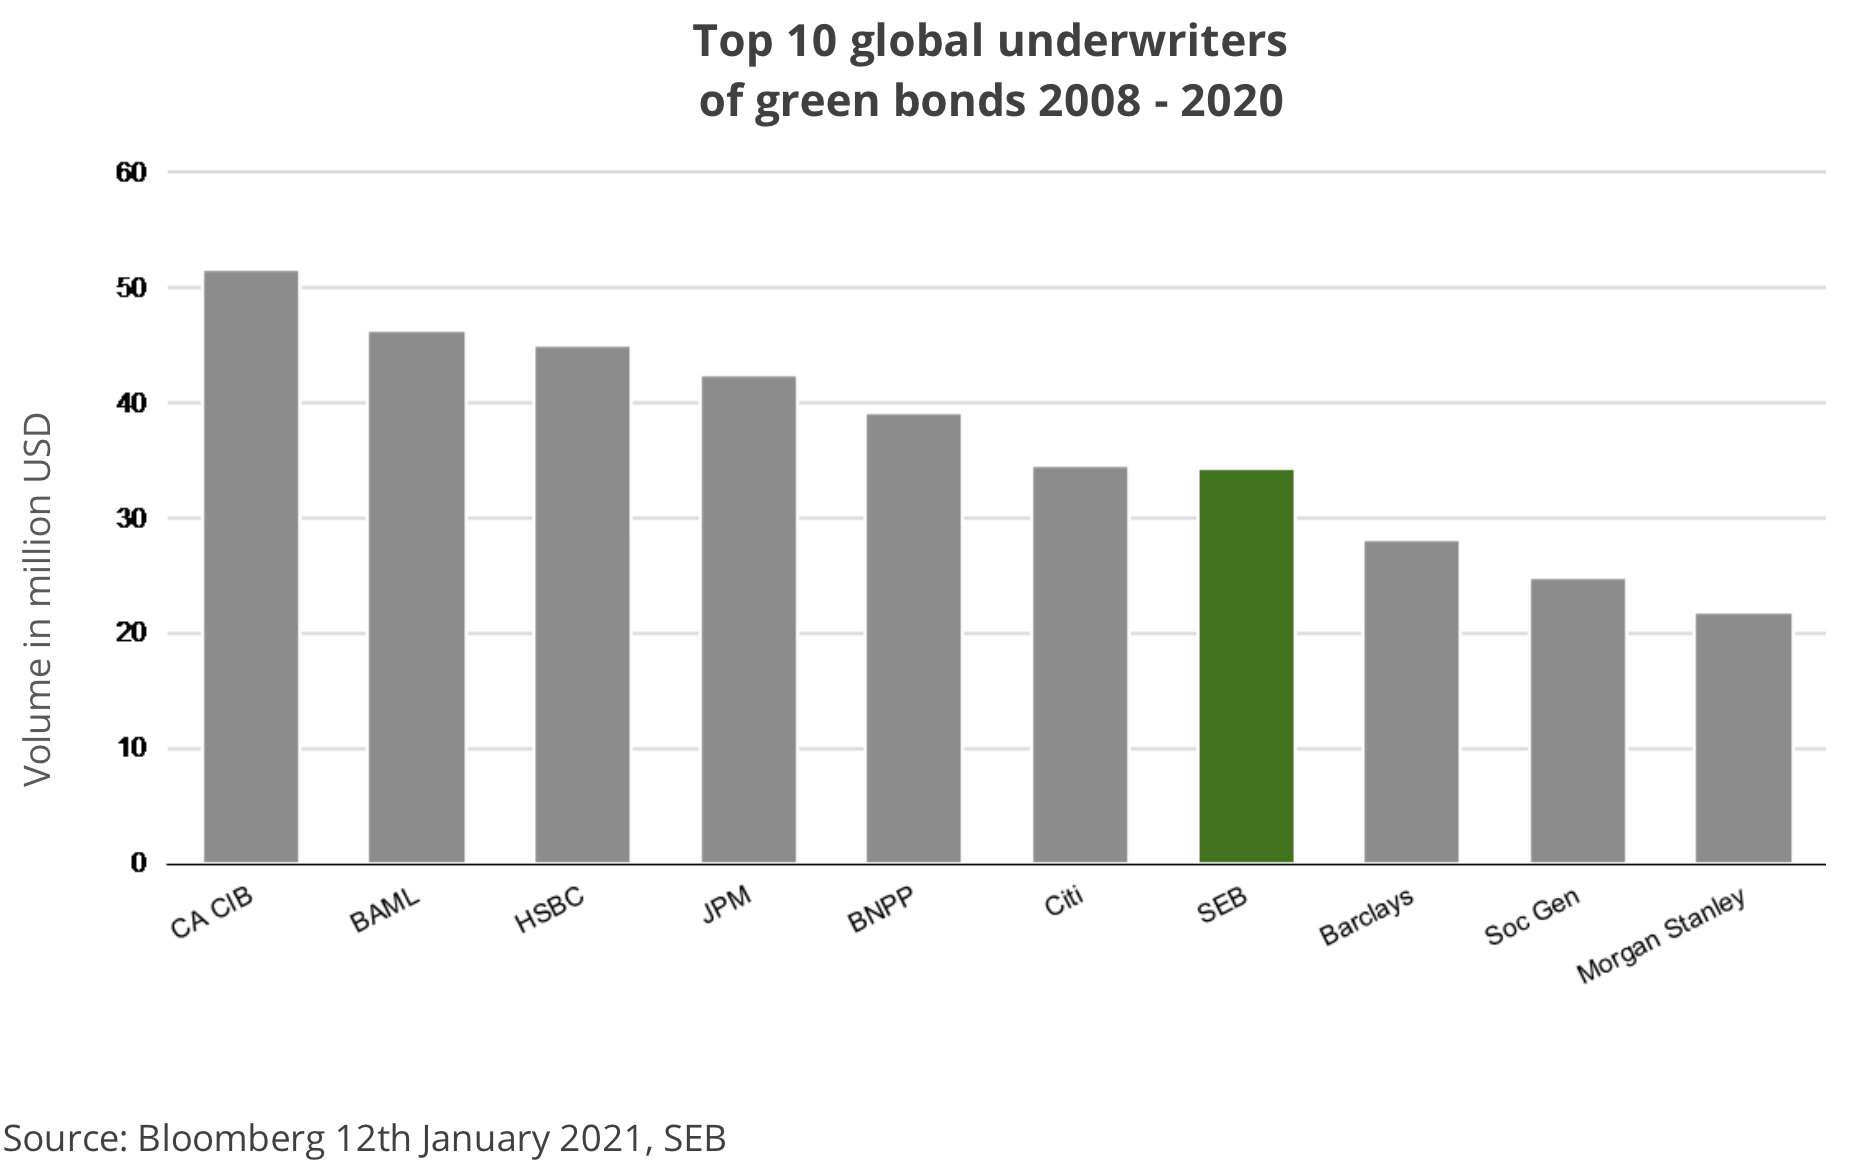 Top 10 global underwriters
of green bonds 2008 - 2020
Volume in million USD
60
50
40
30
20
10
0
CA CIB
BAML
HSBC
JPM
BNPP
Citi
SEB
Barclays
Soc Gen
Morgan Stanley
Source: Bloomberg 12th January 2021, SEB